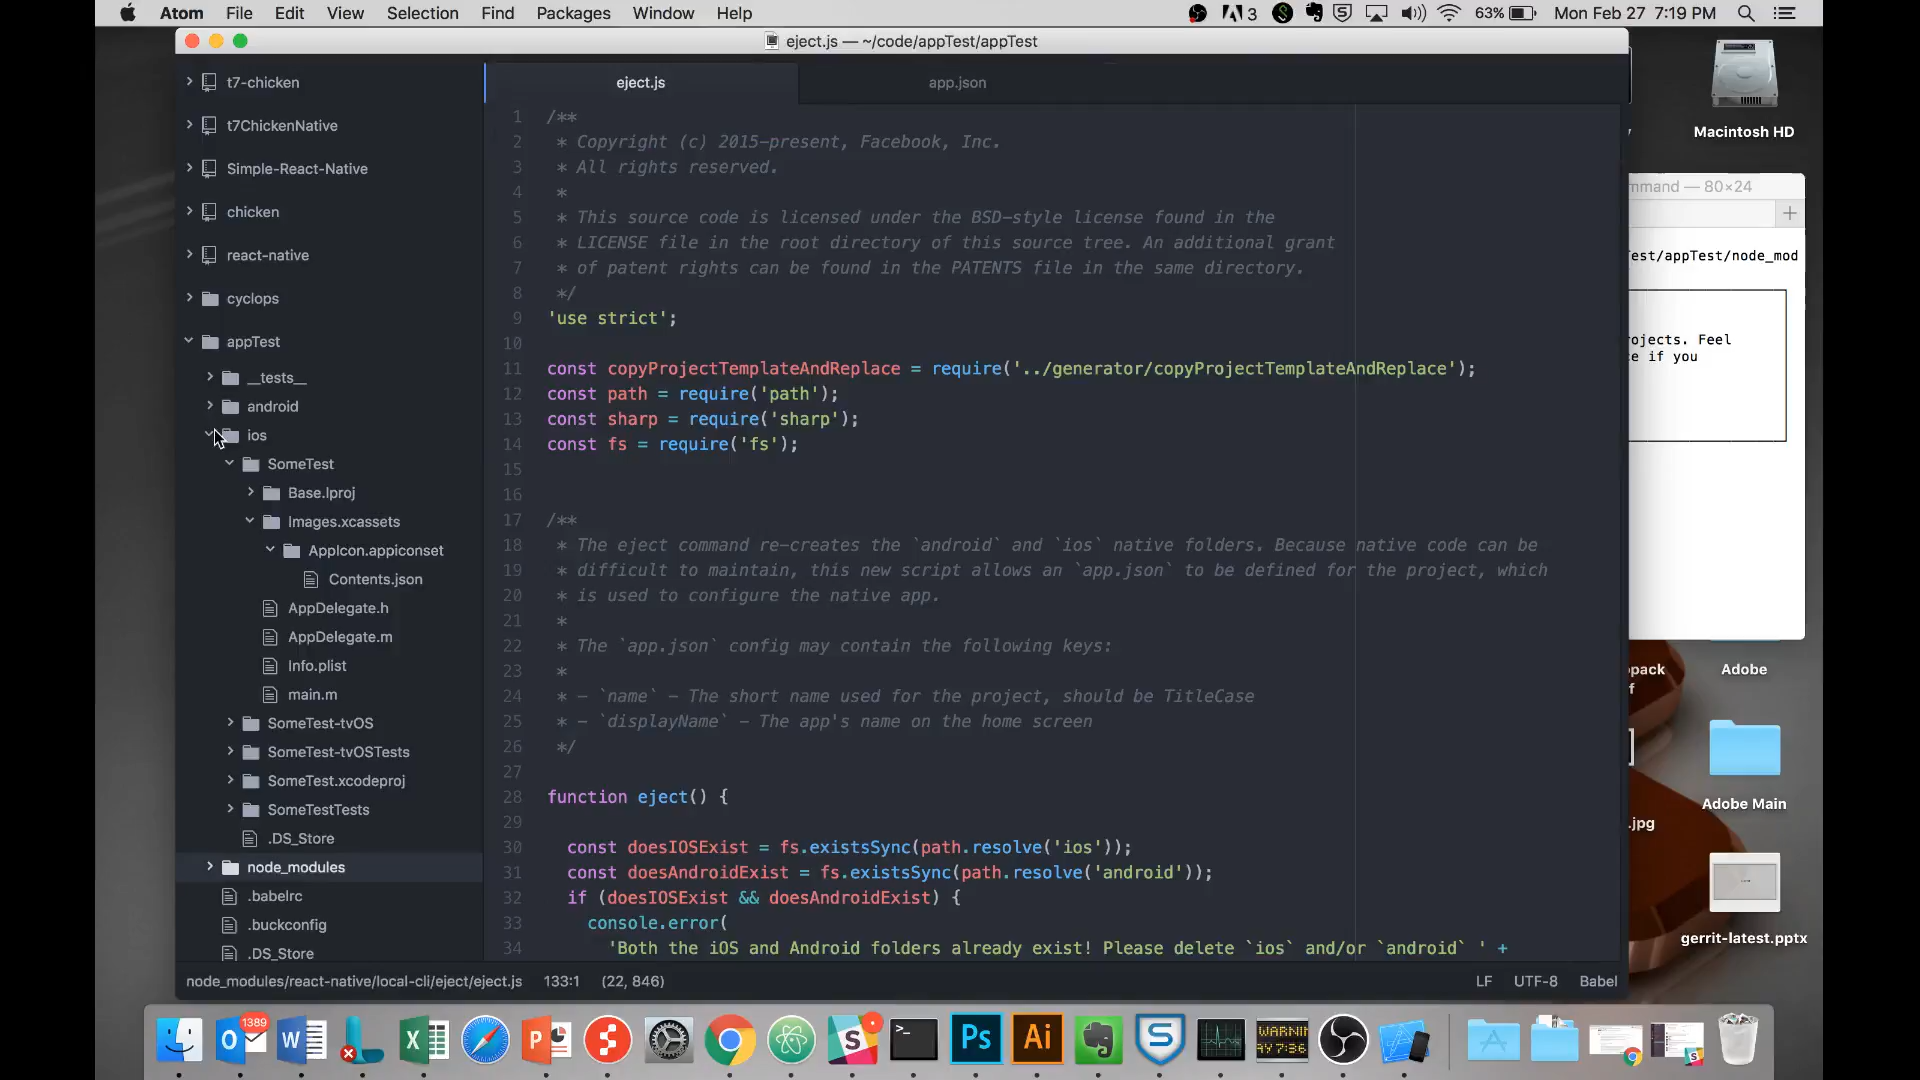 Atom File Edit View Selection Find Packages Window Help
3 63% Mon Feb 27 7:19 PM
eject.js — ~/code/appTest/appTest
t7-chicken
t7ChickenNative
Simple-React-Native
chicken
react-native
cyclops
appTest
__tests__
android
ios
SomeTest
Base.lproj
Images.xcassets
AppIcon.appiconset
Contents.json
AppDelegate.h
AppDelegate.m
Info.plist
main.m
SomeTest-tvOS
SomeTest-tvOSTests
SomeTest.xcodeproj
SomeTestTests
.DS_Store
node_modules
.babelrc
.buckconfig
.DS_Store
eject.js app.json
1 /**
2 * Copyright (c) 2015-present, Facebook, Inc.
3 * All rights reserved.
4 *
5 * This source code is licensed under the BSD-style license found in the
6 * LICENSE file in the root directory of this source tree. An additional grant
7 * of patent rights can be found in the PATENTS file in the same directory.
8 */
9 'use strict';
10
11 const copyProjectTemplateAndReplace = require('../generator/copyProjectTemplateAndReplace');
12 const path = require('path');
13 const sharp = require('sharp');
14 const fs = require('fs');
15
16
17 /**
18 * The eject command re-creates the `android` and `ios` native folders. Because native code can be
19 * difficult to maintain, this new script allows an `app.json` to be defined for the project, which
20 * is used to configure the native app.
21 *
22 * The `app.json` config may contain the following keys:
23 *
24 * - `name` - The short name used for the project, should be TitleCase
25 * - `displayName` - The app's name on the home screen
26 */
27
28 function eject() {
29
30 const doesIOSExist = fs.existsSync(path.resolve('ios'));
31 const doesAndroidExist = fs.existsSync(path.resolve('android'));
32 if (doesIOSExist && doesAndroidExist) {
33 console.error(
34 'Both the iOS and Android folders already exist! Please delete `ios` and/or `android` ' +
node_modules/react-native/local-cli/eject/eject.js 133:1 (22, 846) LF UTF-8 Babel
Macintosh HD
mmand — 80×24
est/appTest/node_mod
ojects. Feel
e if you
Adobe
Adobe Main
.jpg
gerrit-latest.pptx
1389